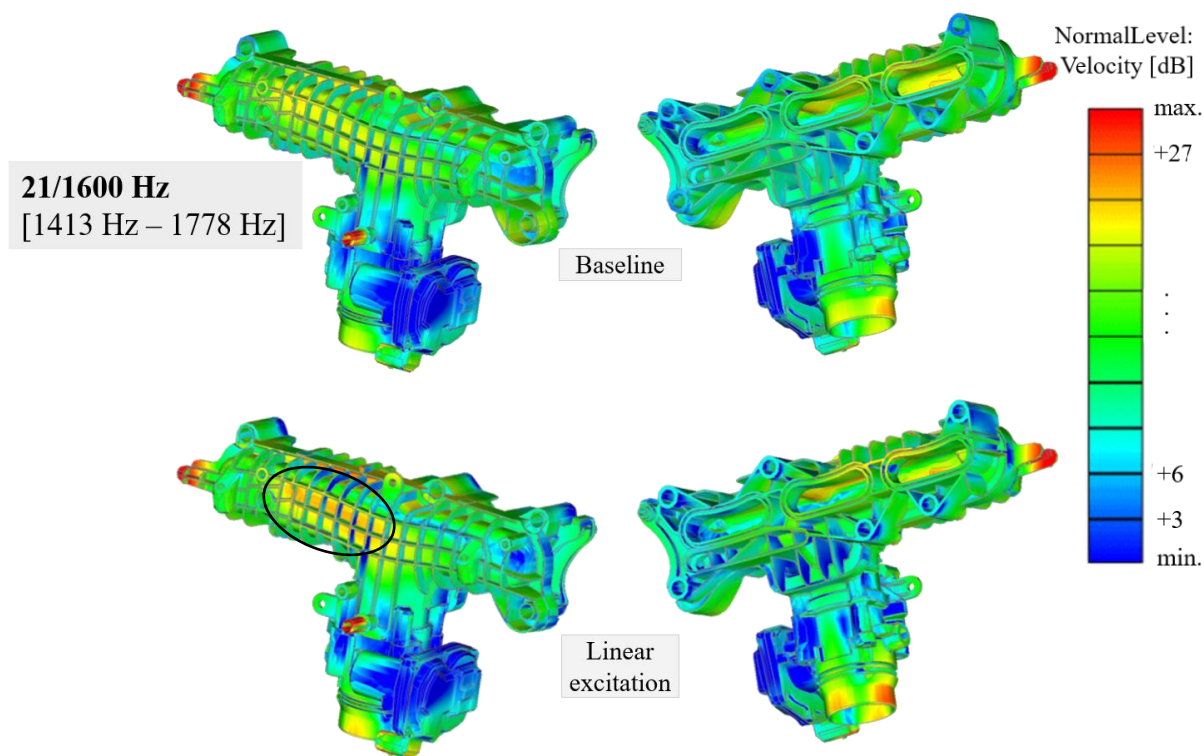 NormalLevel:
Velocity [dB]
max.
+27
21/1600 Hz
[1413 Hz – 1778 Hz]
Baseline
.
.
.
+6
+3
min.
Linear
excitation